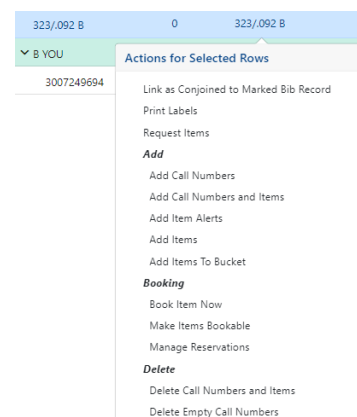 323/.092 B 0 323/.092 B
B YOU
Actions for Selected Rows
3007249694
Link as Conjoined to Marked Bib Record
Print Labels
Request Items
Add
Add Call Numbers
Add Call Numbers and Items
Add Item Alerts
Add Items
Add Items To Bucket
Booking
Book Item Now
Make Items Bookable
Manage Reservations
Delete
Delete Call Numbers and Items
Delete Empty Call Numbers